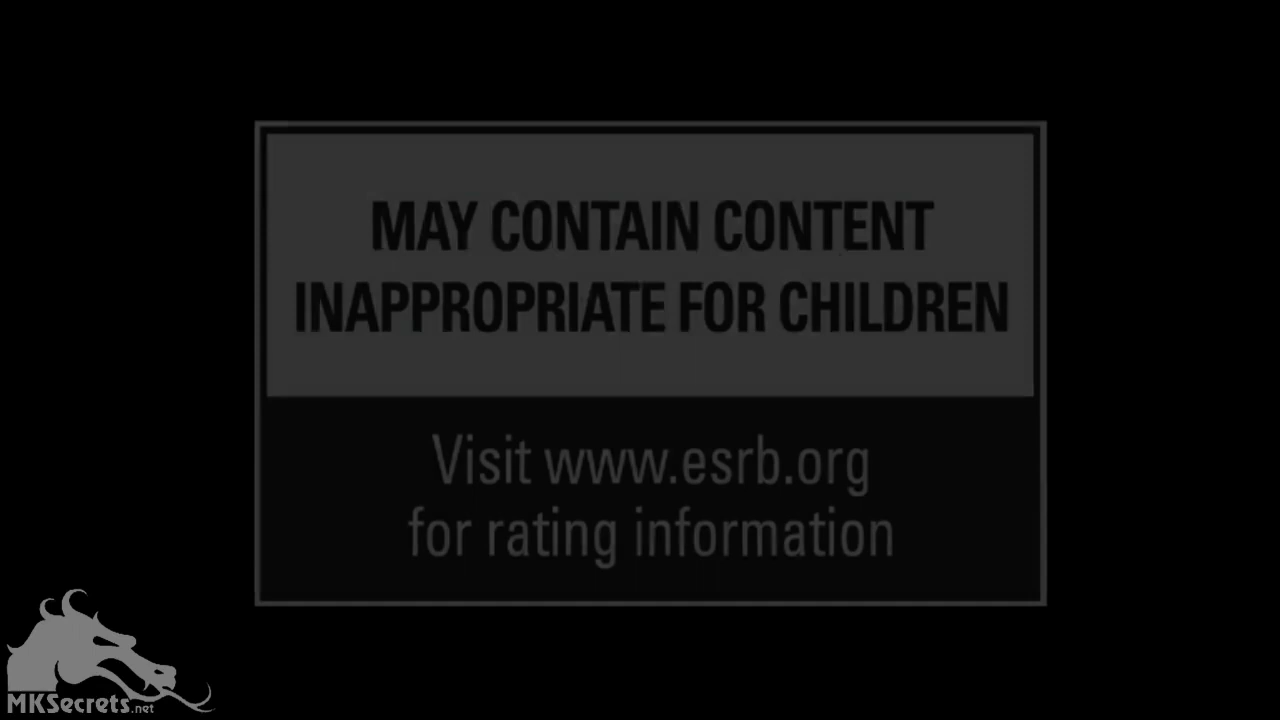 MAY CONTAIN CONTENT
INAPPROPRIATE FOR CHILDREN
Visit www.esrb.org
for rating information
MKSecrets.net